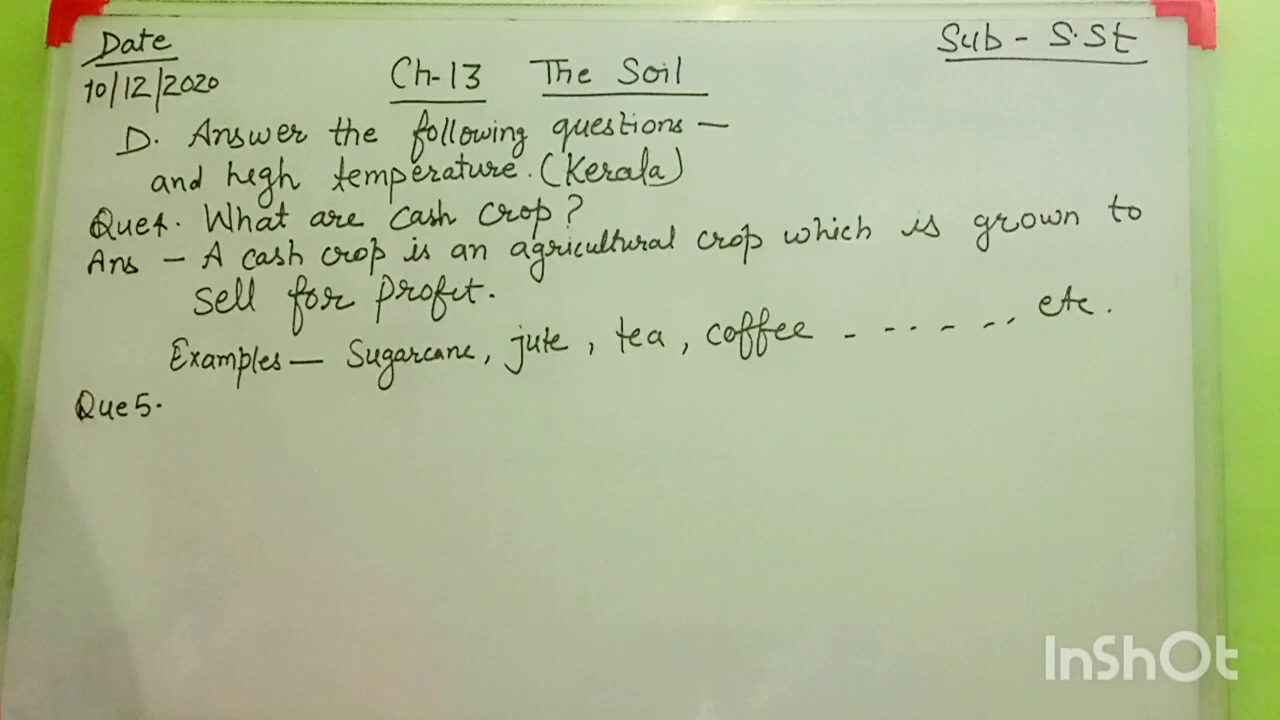 Date
Sub - S.St
10/12/2020
Ch-13 The Soil
D. Answer the following questions —
and high temperature. (Kerala)
Que4. What are cash crop?
Ans - A cash crop is an agricultural crop which is grown to
sell for profit.
Examples — Sugarcane, jute, tea, coffee - - - - - - etc.
Que 5.
InShOt